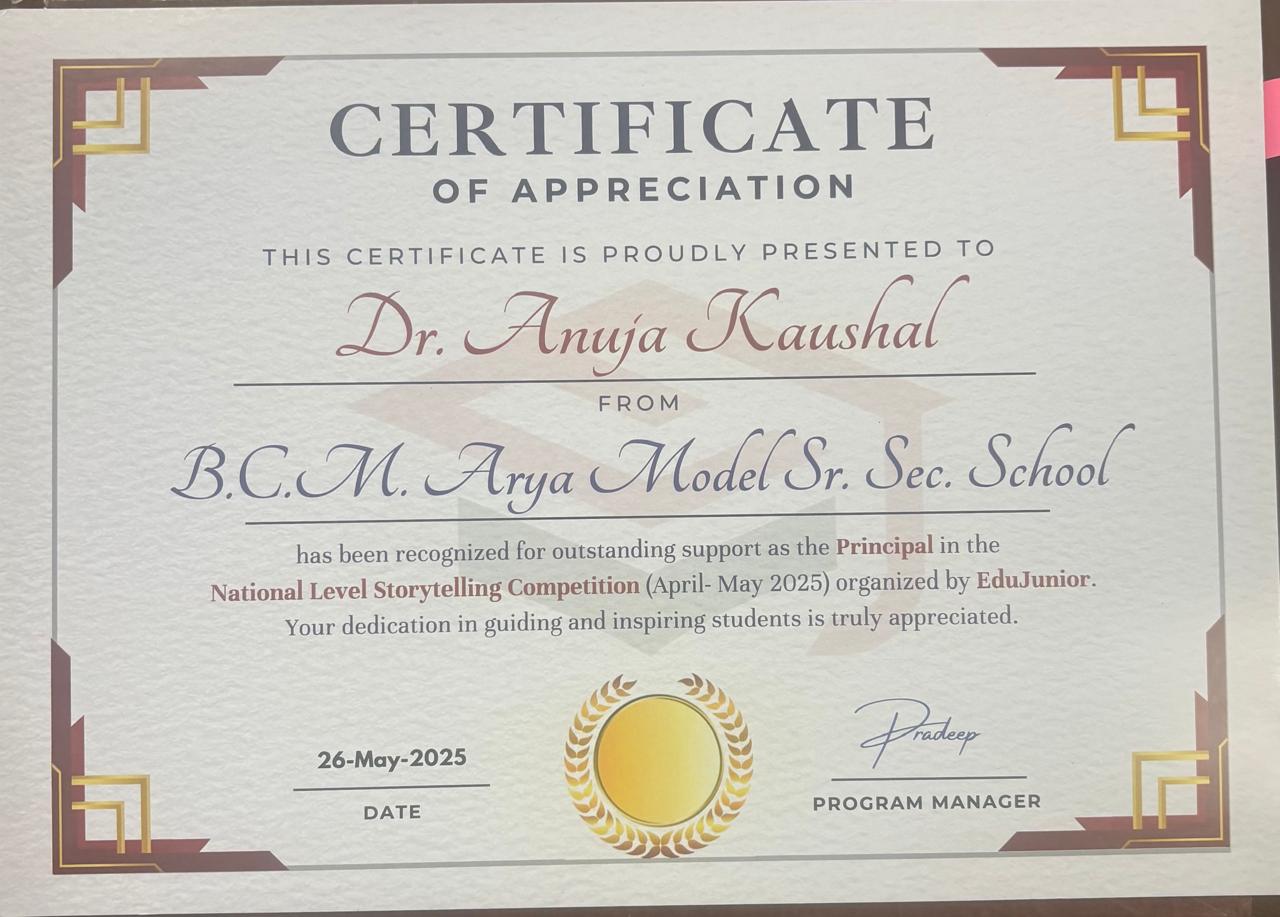 CERTIFICATE
OF APPRECIATION
THIS CERTIFICATE IS PROUDLY PRESENTED TO
Dr. Anuja Kaushal
FROM
B.C.M. Arya Model Sr. Sec. School
has been recognized for outstanding support as the Principal in the
National Level Storytelling Competition (April- May 2025) organized by EduJunior.
Your dedication in guiding and inspiring students is truly appreciated.
26-May-2025
DATE
Pradeep
PROGRAM MANAGER